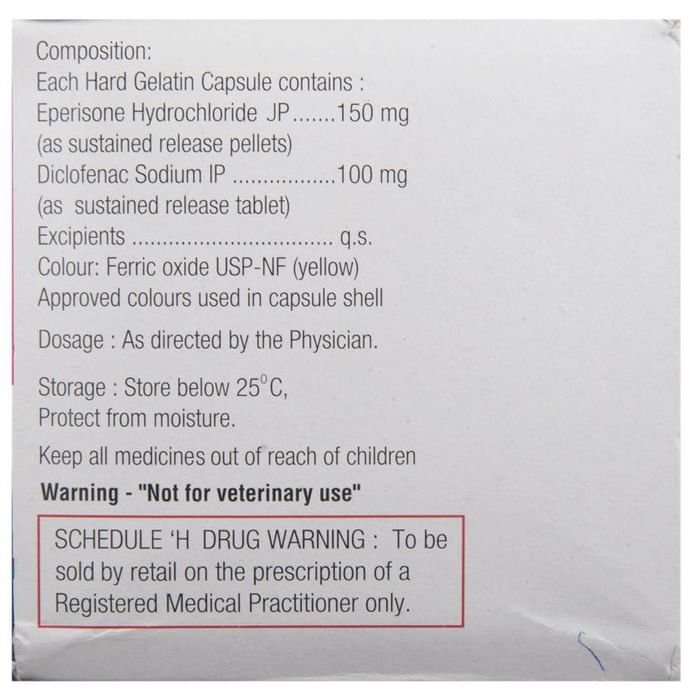 Composition:
Each Hard Gelatin Capsule contains :
Eperisone Hydrochloride JP.......150 mg
(as sustained release pellets)
Diclofenac Sodium IP .................100 mg
(as sustained release tablet)
Excipients ................................. q.s.
Colour: Ferric oxide USP-NF (yellow)
Approved colours used in capsule shell
Dosage : As directed by the Physician.
Storage : Store below 25⁰C,
Protect from moisture.
Keep all medicines out of reach of children
Warning - "Not for veterinary use"
SCHEDULE ‘H DRUG WARNING : To be
sold by retail on the prescription of a
Registered Medical Practitioner only.